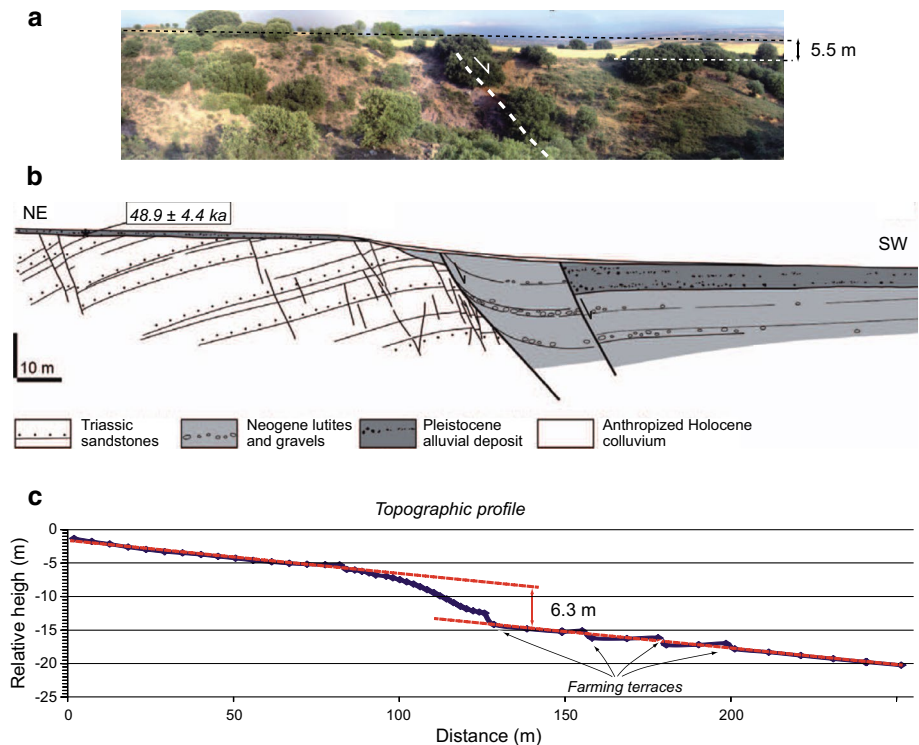 a
5.5 m
b
NE
48.9 ± 4.4 ka
SW
10 m
Triassic
sandstones
Neogene lutites
and gravels
Pleistocene
alluvial deposit
Anthropized Holocene
colluvium
c
Topographic profile
Relative heigh (m)
0
-5
-10
-15
-20
-25
6.3 m
Farming terraces
0
50
100
150
200
Distance (m)